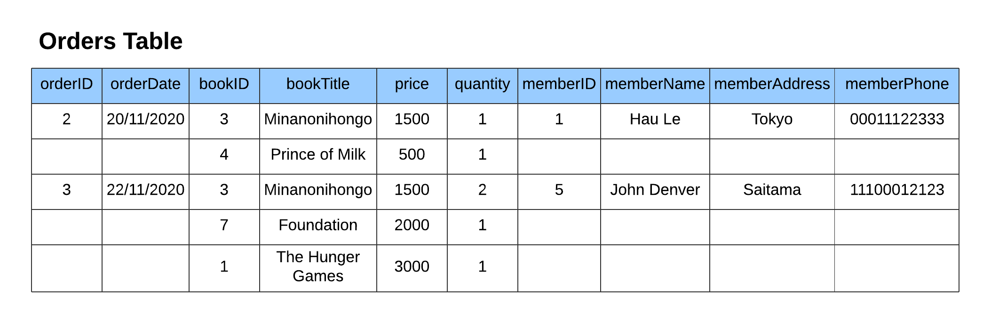 Orders Table
orderID orderDate bookID bookTitle price quantity memberID memberName memberAddress memberPhone
2 20/11/2020 3 Minanonihongo 1500 1 1 Hau Le Tokyo 00011122333
4 Prince of Milk 500 1
3 22/11/2020 3 Minanonihongo 1500 2 5 John Denver Saitama 11100012123
7 Foundation 2000 1
1 The Hunger Games 3000 1